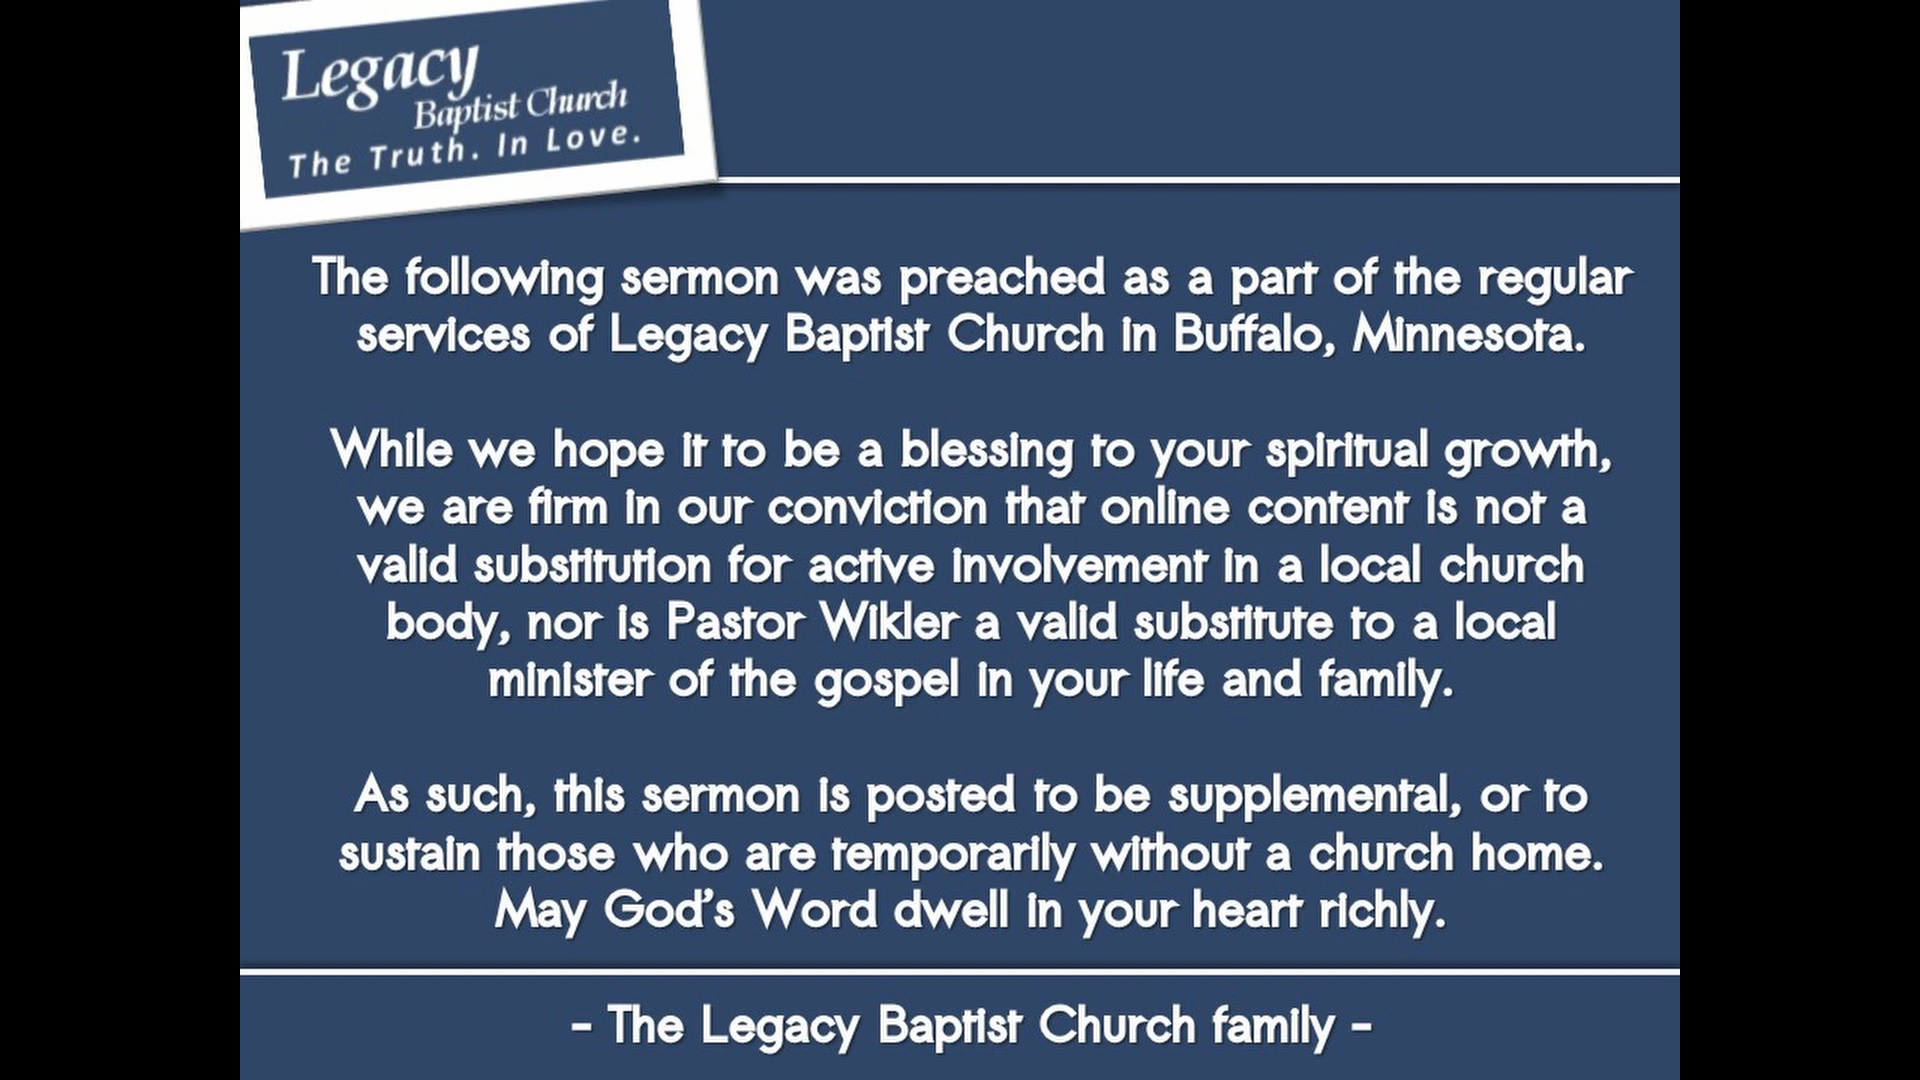 Legacy
Baptist Church
The Truth. In Love.
The following sermon was preached as a part of the regular
services of Legacy Baptist Church in Buffalo, Minnesota.
While we hope it to be a blessing to your spiritual growth,
we are firm in our conviction that online content is not a
valid substitution for active involvement in a local church
body, nor is Pastor Wikler a valid substitute to a local
minister of the gospel in your life and family.
As such, this sermon is posted to be supplemental, or to
sustain those who are temporarily without a church home.
May God's Word dwell in your heart richly.
- The Legacy Baptist Church family -